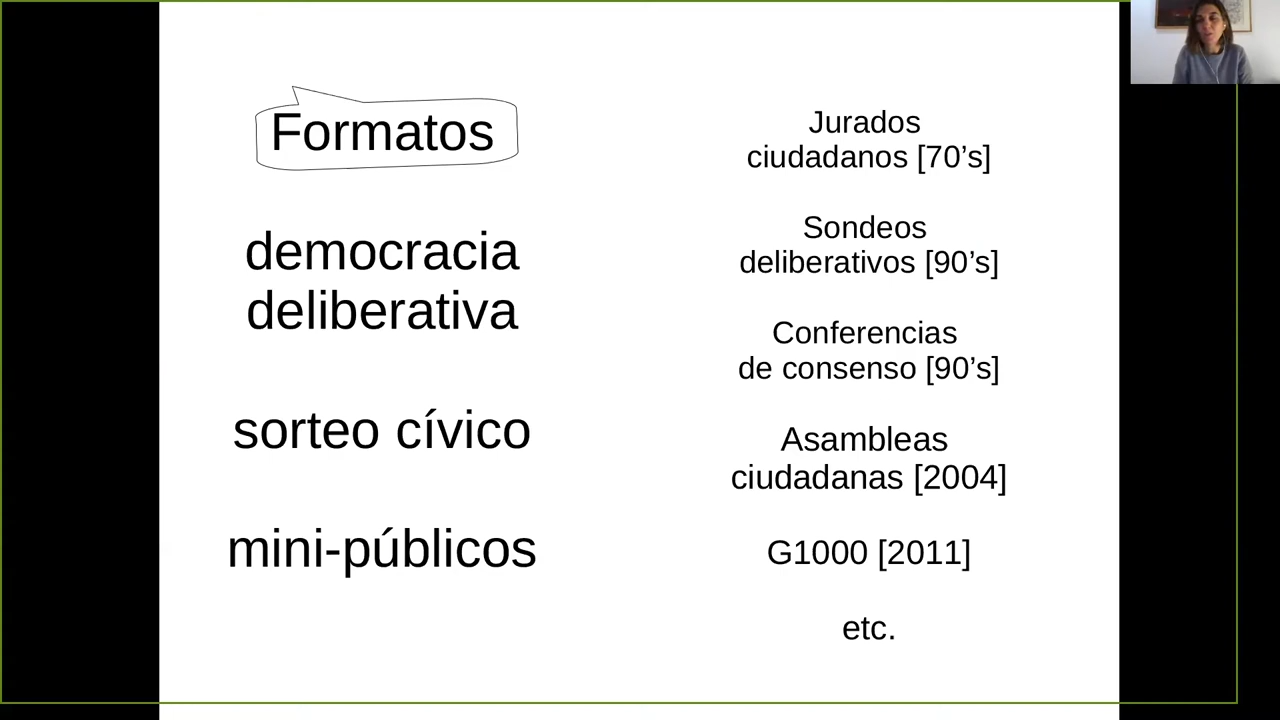 Formatos
democracia
deliberativa
sorteo cívico
mini-públicos
Jurados
ciudadanos [70’s]
Sondeos
deliberativos [90’s]
Conferencias
de consenso [90’s]
Asambleas
ciudadanas [2004]
G1000 [2011]
etc.